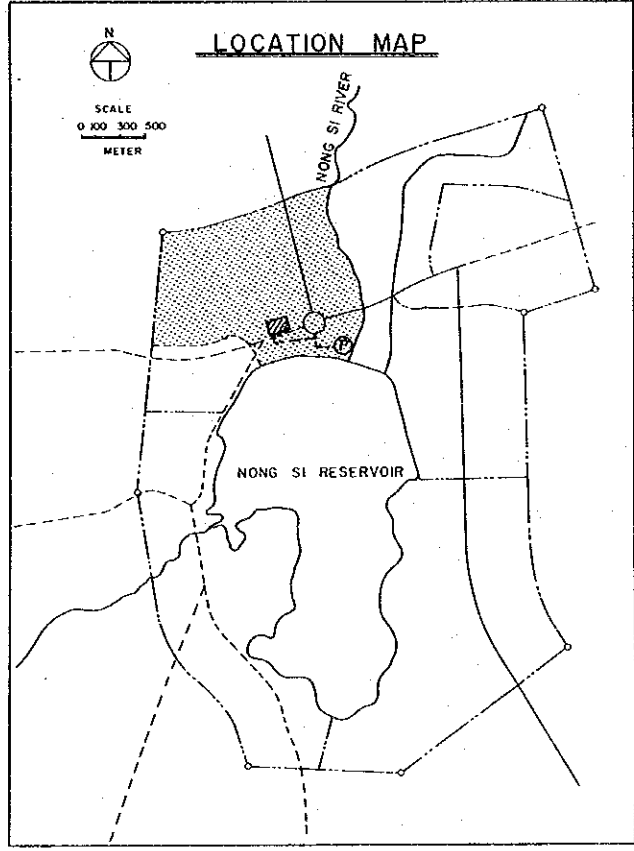 LOCATION MAP
N
SCALE
0 100 300 500
METER
NONG SI RIVER
P
NONG SI RESERVOIR